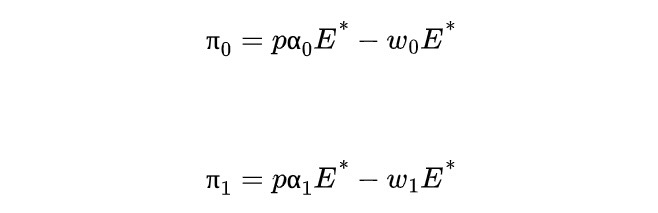 π₀ = pα₀E* − w₀E*
π₁ = pα₁E* − w₁E*